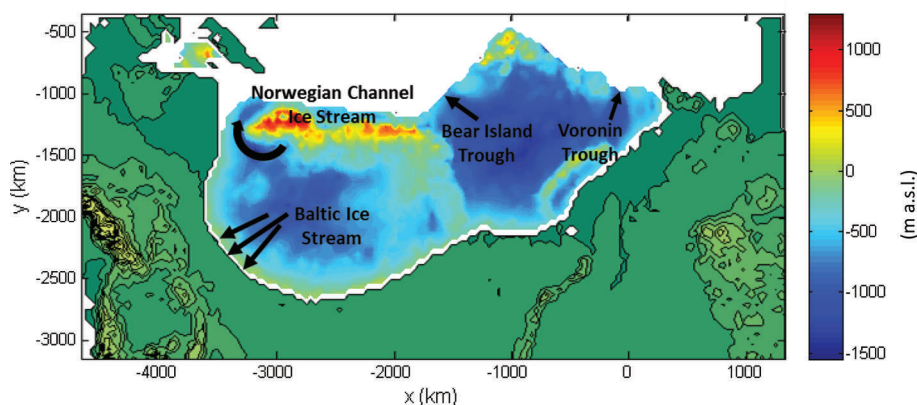 -500
-1000
-1500
-2000
-2500
-3000
y (km)
Norwegian Channel
Ice Stream
Bear Island
Trough
Voronin
Trough
Baltic Ice
Stream
-4000 -3000 -2000 -1000 0 1000
x (km)
1000
500
0
-500
-1000
-1500
(m a.s.l.)